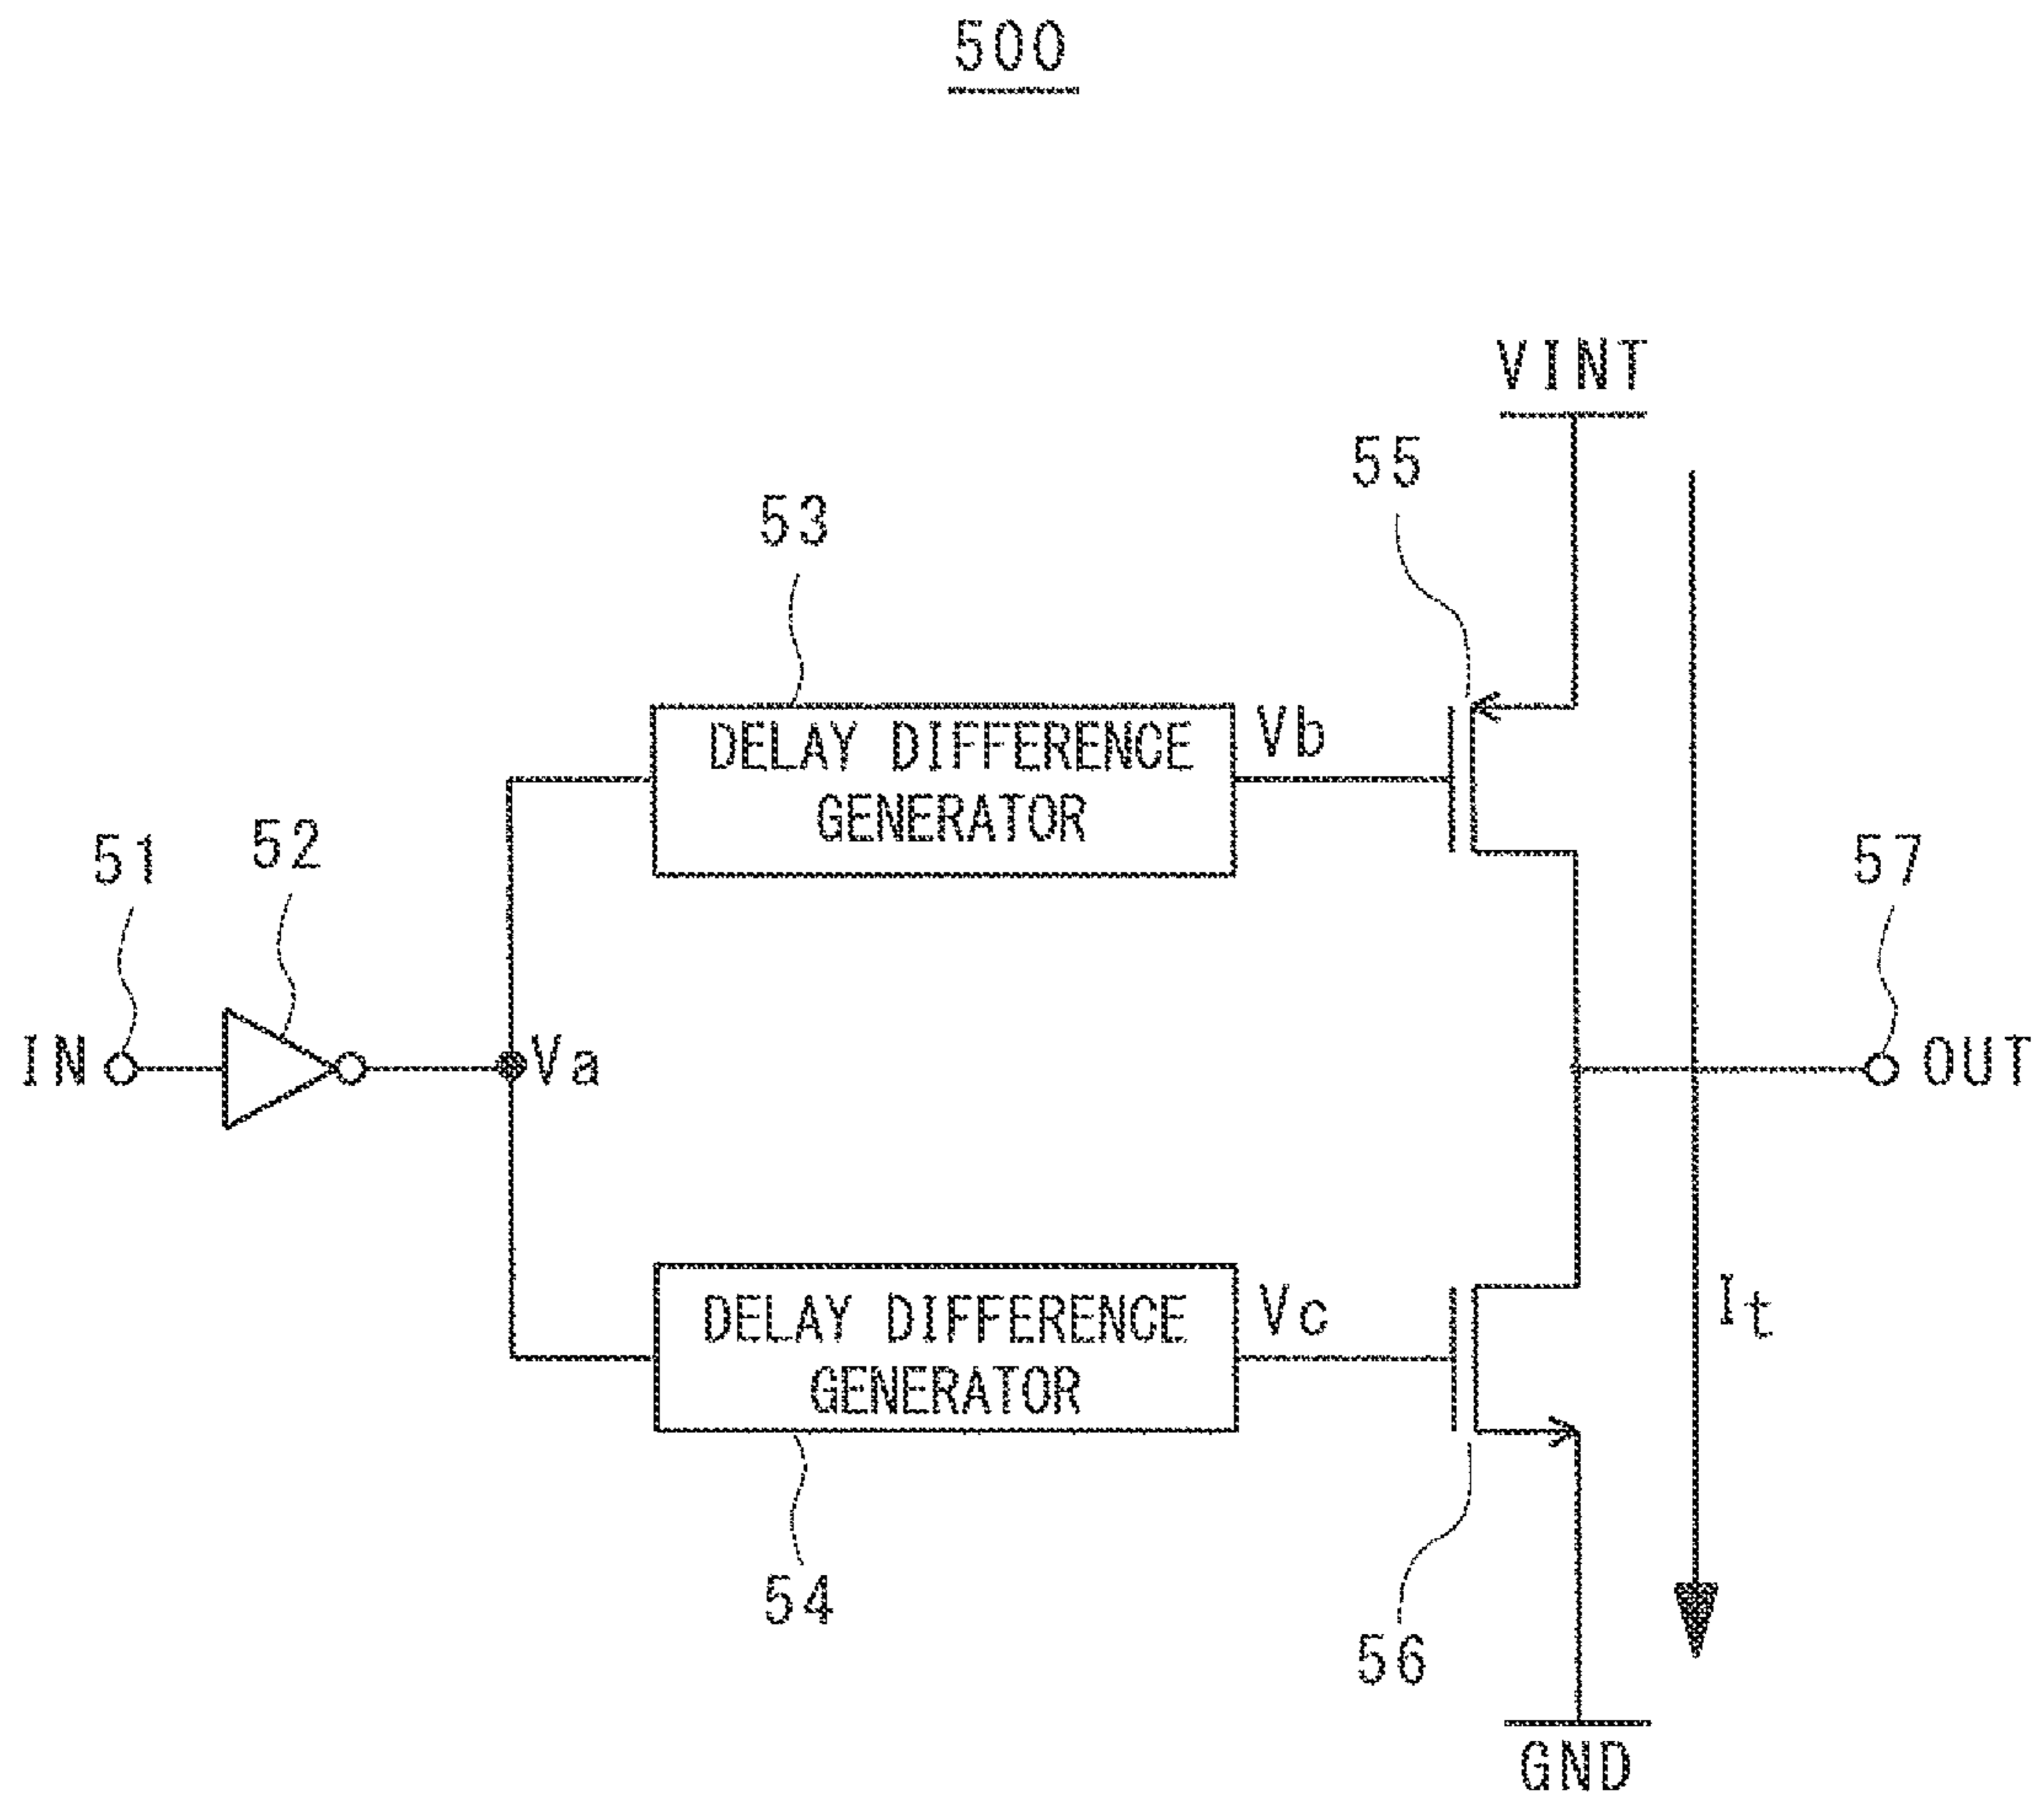 500
VINT
55
53
DELAY DIFFERENCE
GENERATOR
Vb
51
52
57
IN
Va
OUT
DELAY DIFFERENCE
GENERATOR
Vc
It
54
56
GND